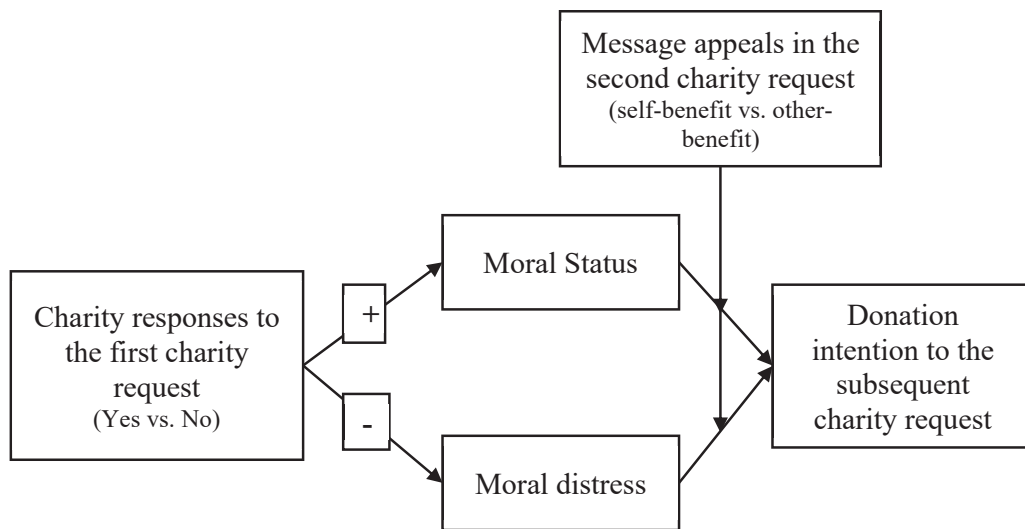 Message appeals in the
second charity request
(self-benefit vs. other-
benefit)
Moral Status
Charity responses to
the first charity
request
(Yes vs. No)
+
-
Donation
intention to the
subsequent
charity request
Moral distress